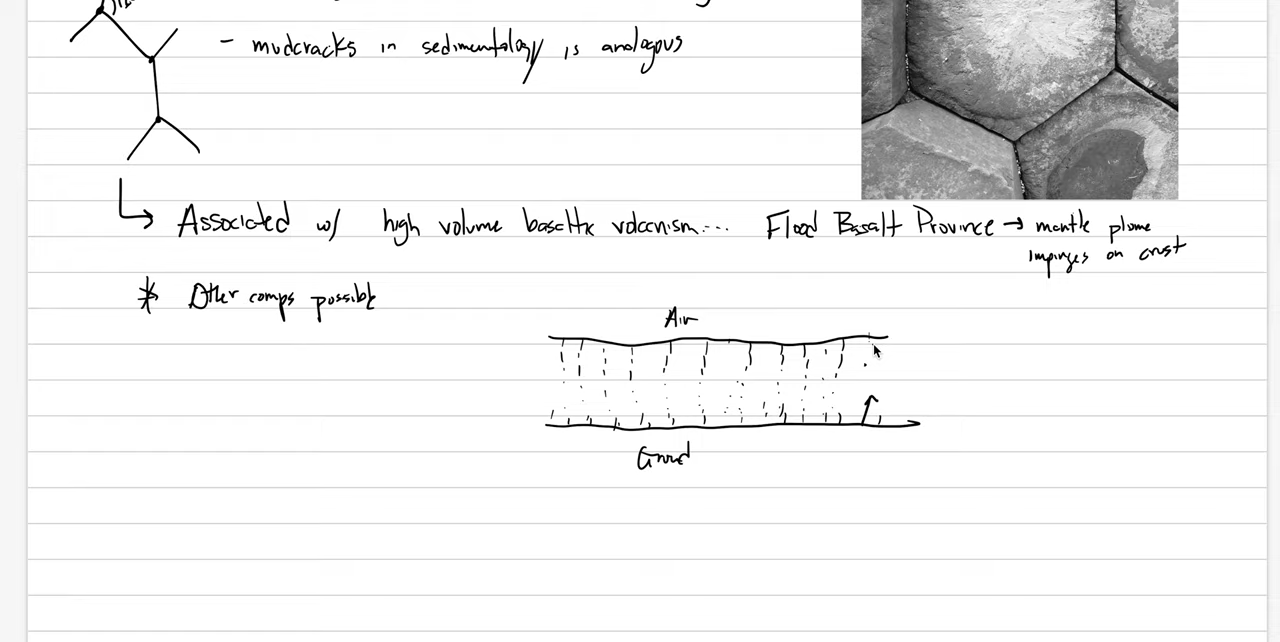 - mudcracks in sedimentology is analogous
↳ Associated w/ high volume basaltic volcanism... Flood Basalt Province → mantle plume
impinges on crust
* Other comps possible
Air
Ground